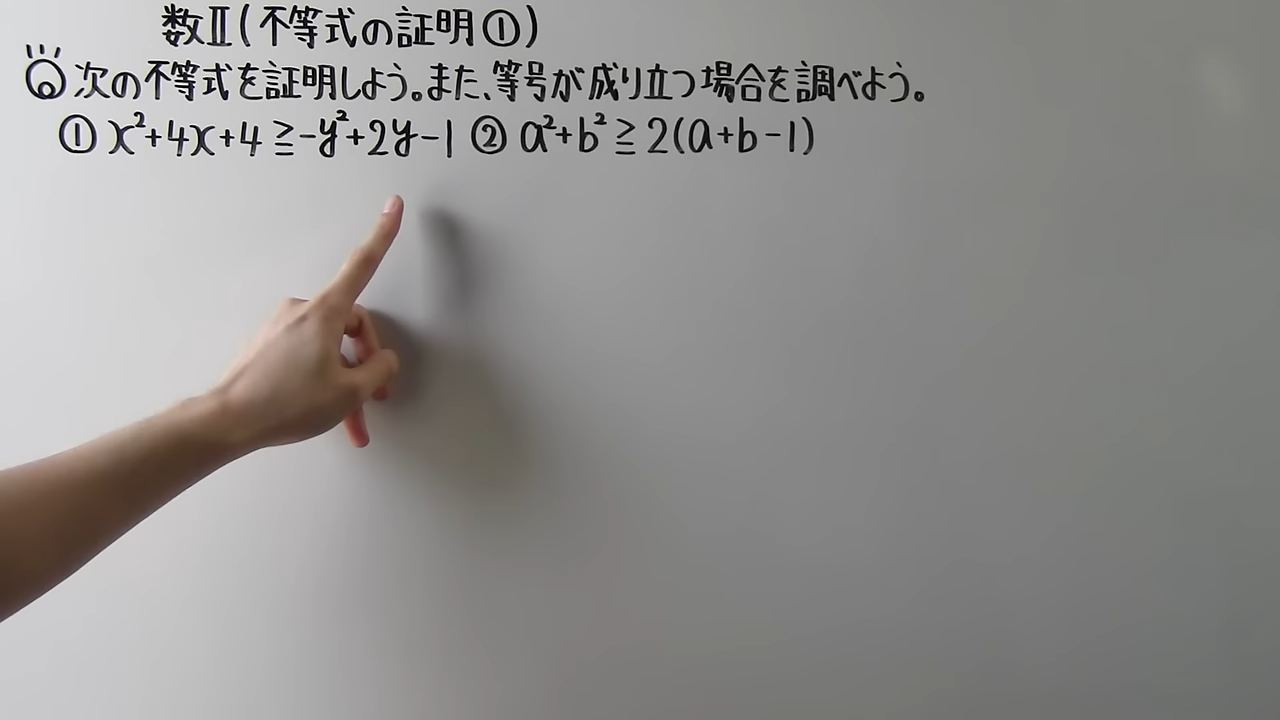 数Ⅱ(不等式の証明①)
次の不等式を証明しよう。また、等号が成り立つ場合を調べよう。
① x²+4x+4≧-y²+2y-1 ② a²+b²≧2(a+b-1)